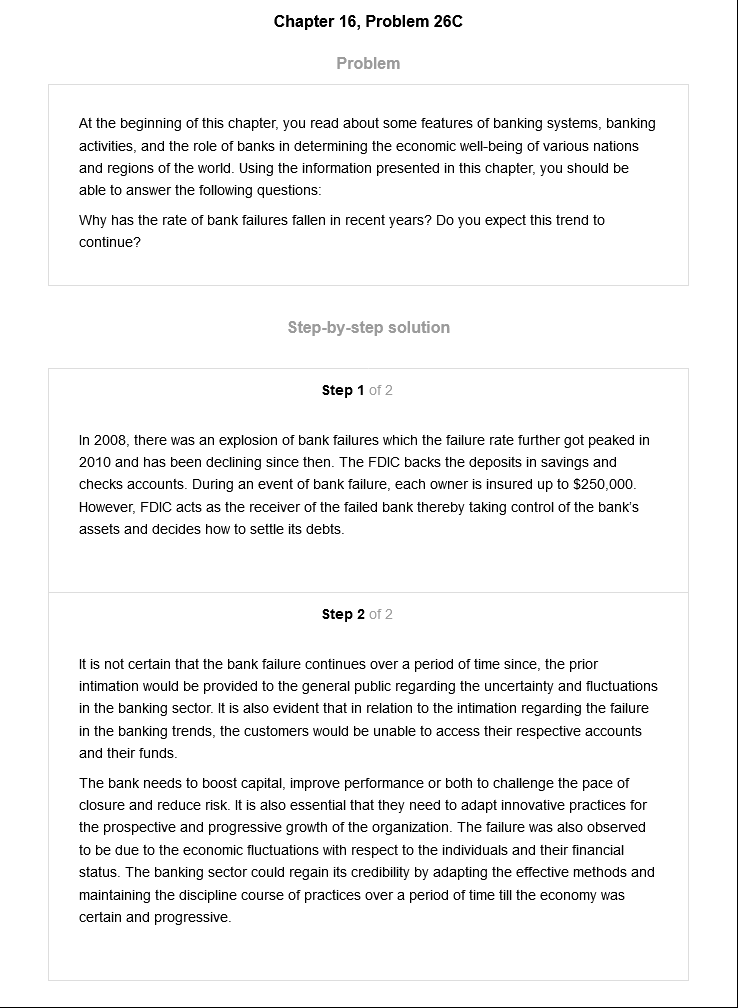 Chapter 16, Problem 26C
Problem
At the beginning of this chapter, you read about some features of banking systems, banking
activities, and the role of banks in determining the economic well-being of various nations
and regions of the world. Using the information presented in this chapter, you should be
able to answer the following questions:
Why has the rate of bank failures fallen in recent years? Do you expect this trend to
continue?
Step-by-step solution
Step 1 of 2
In 2008, there was an explosion of bank failures which the failure rate further got peaked in
2010 and has been declining since then. The FDIC backs the deposits in savings and
checks accounts. During an event of bank failure, each owner is insured up to $250,000.
However, FDIC acts as the receiver of the failed bank thereby taking control of the bank's
assets and decides how to settle its debts.
Step 2 of 2
It is not certain that the bank failure continues over a period of time since, the prior
intimation would be provided to the general public regarding the uncertainty and fluctuations
in the banking sector. It is also evident that in relation to the intimation regarding the failure
in the banking trends, the customers would be unable to access their respective accounts
and their funds.
The bank needs to boost capital, improve performance or both to challenge the pace of
closure and reduce risk. It is also essential that they need to adapt innovative practices for
the prospective and progressive growth of the organization. The failure was also observed
to be due to the economic fluctuations with respect to the individuals and their financial
status. The banking sector could regain its credibility by adapting the effective methods and
maintaining the discipline course of practices over a period of time till the economy was
certain and progressive.